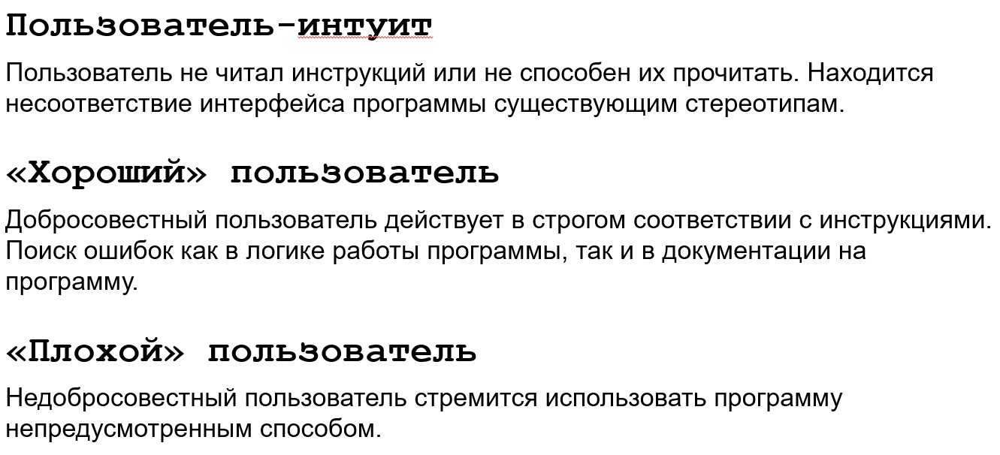 Пользователь-интуит
Пользователь не читал инструкций или не способен их прочитать. Находится
несоответствие интерфейса программы существующим стереотипам.
«Хороший» пользователь
Добросовестный пользователь действует в строгом соответствии с инструкциями.
Поиск ошибок как в логике работы программы, так и в документации на
программу.
«Плохой» пользователь
Недобросовестный пользователь стремится использовать программу
непредусмотренным способом.